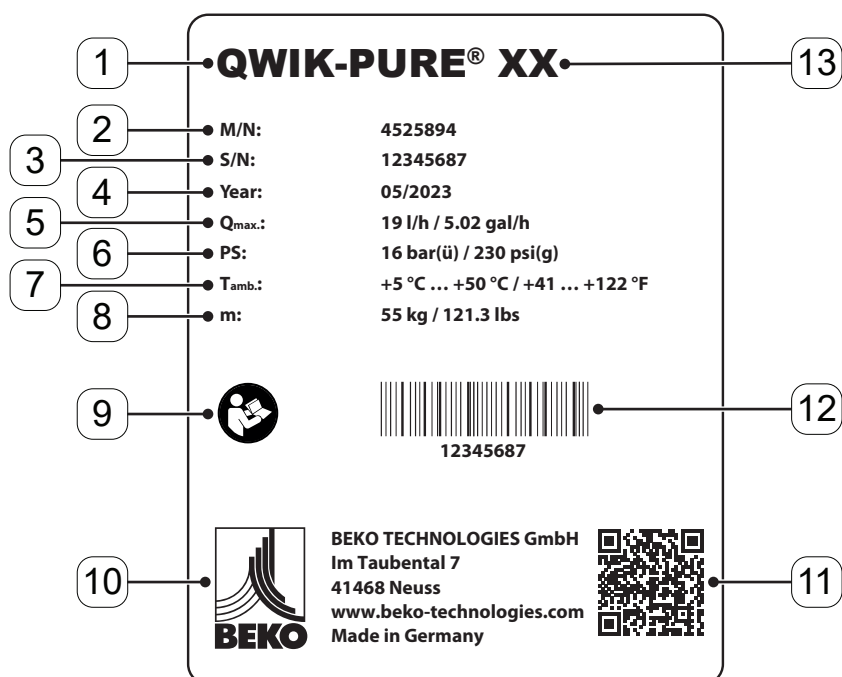 1 QWIK-PURE® XX 13
2 M/N: 4525894
3 S/N: 12345687
4 Year: 05/2023
5 Qmax.: 19 l/h / 5.02 gal/h
6 PS: 16 bar(ü) / 230 psi(g)
7 Tamb.: +5 °C … +50 °C / +41 … +122 °F
8 m: 55 kg / 121.3 lbs
9 12
12345687
10 11
BEKO
BEKO TECHNOLOGIES GmbH
Im Taubental 7
41468 Neuss
www.beko-technologies.com
Made in Germany